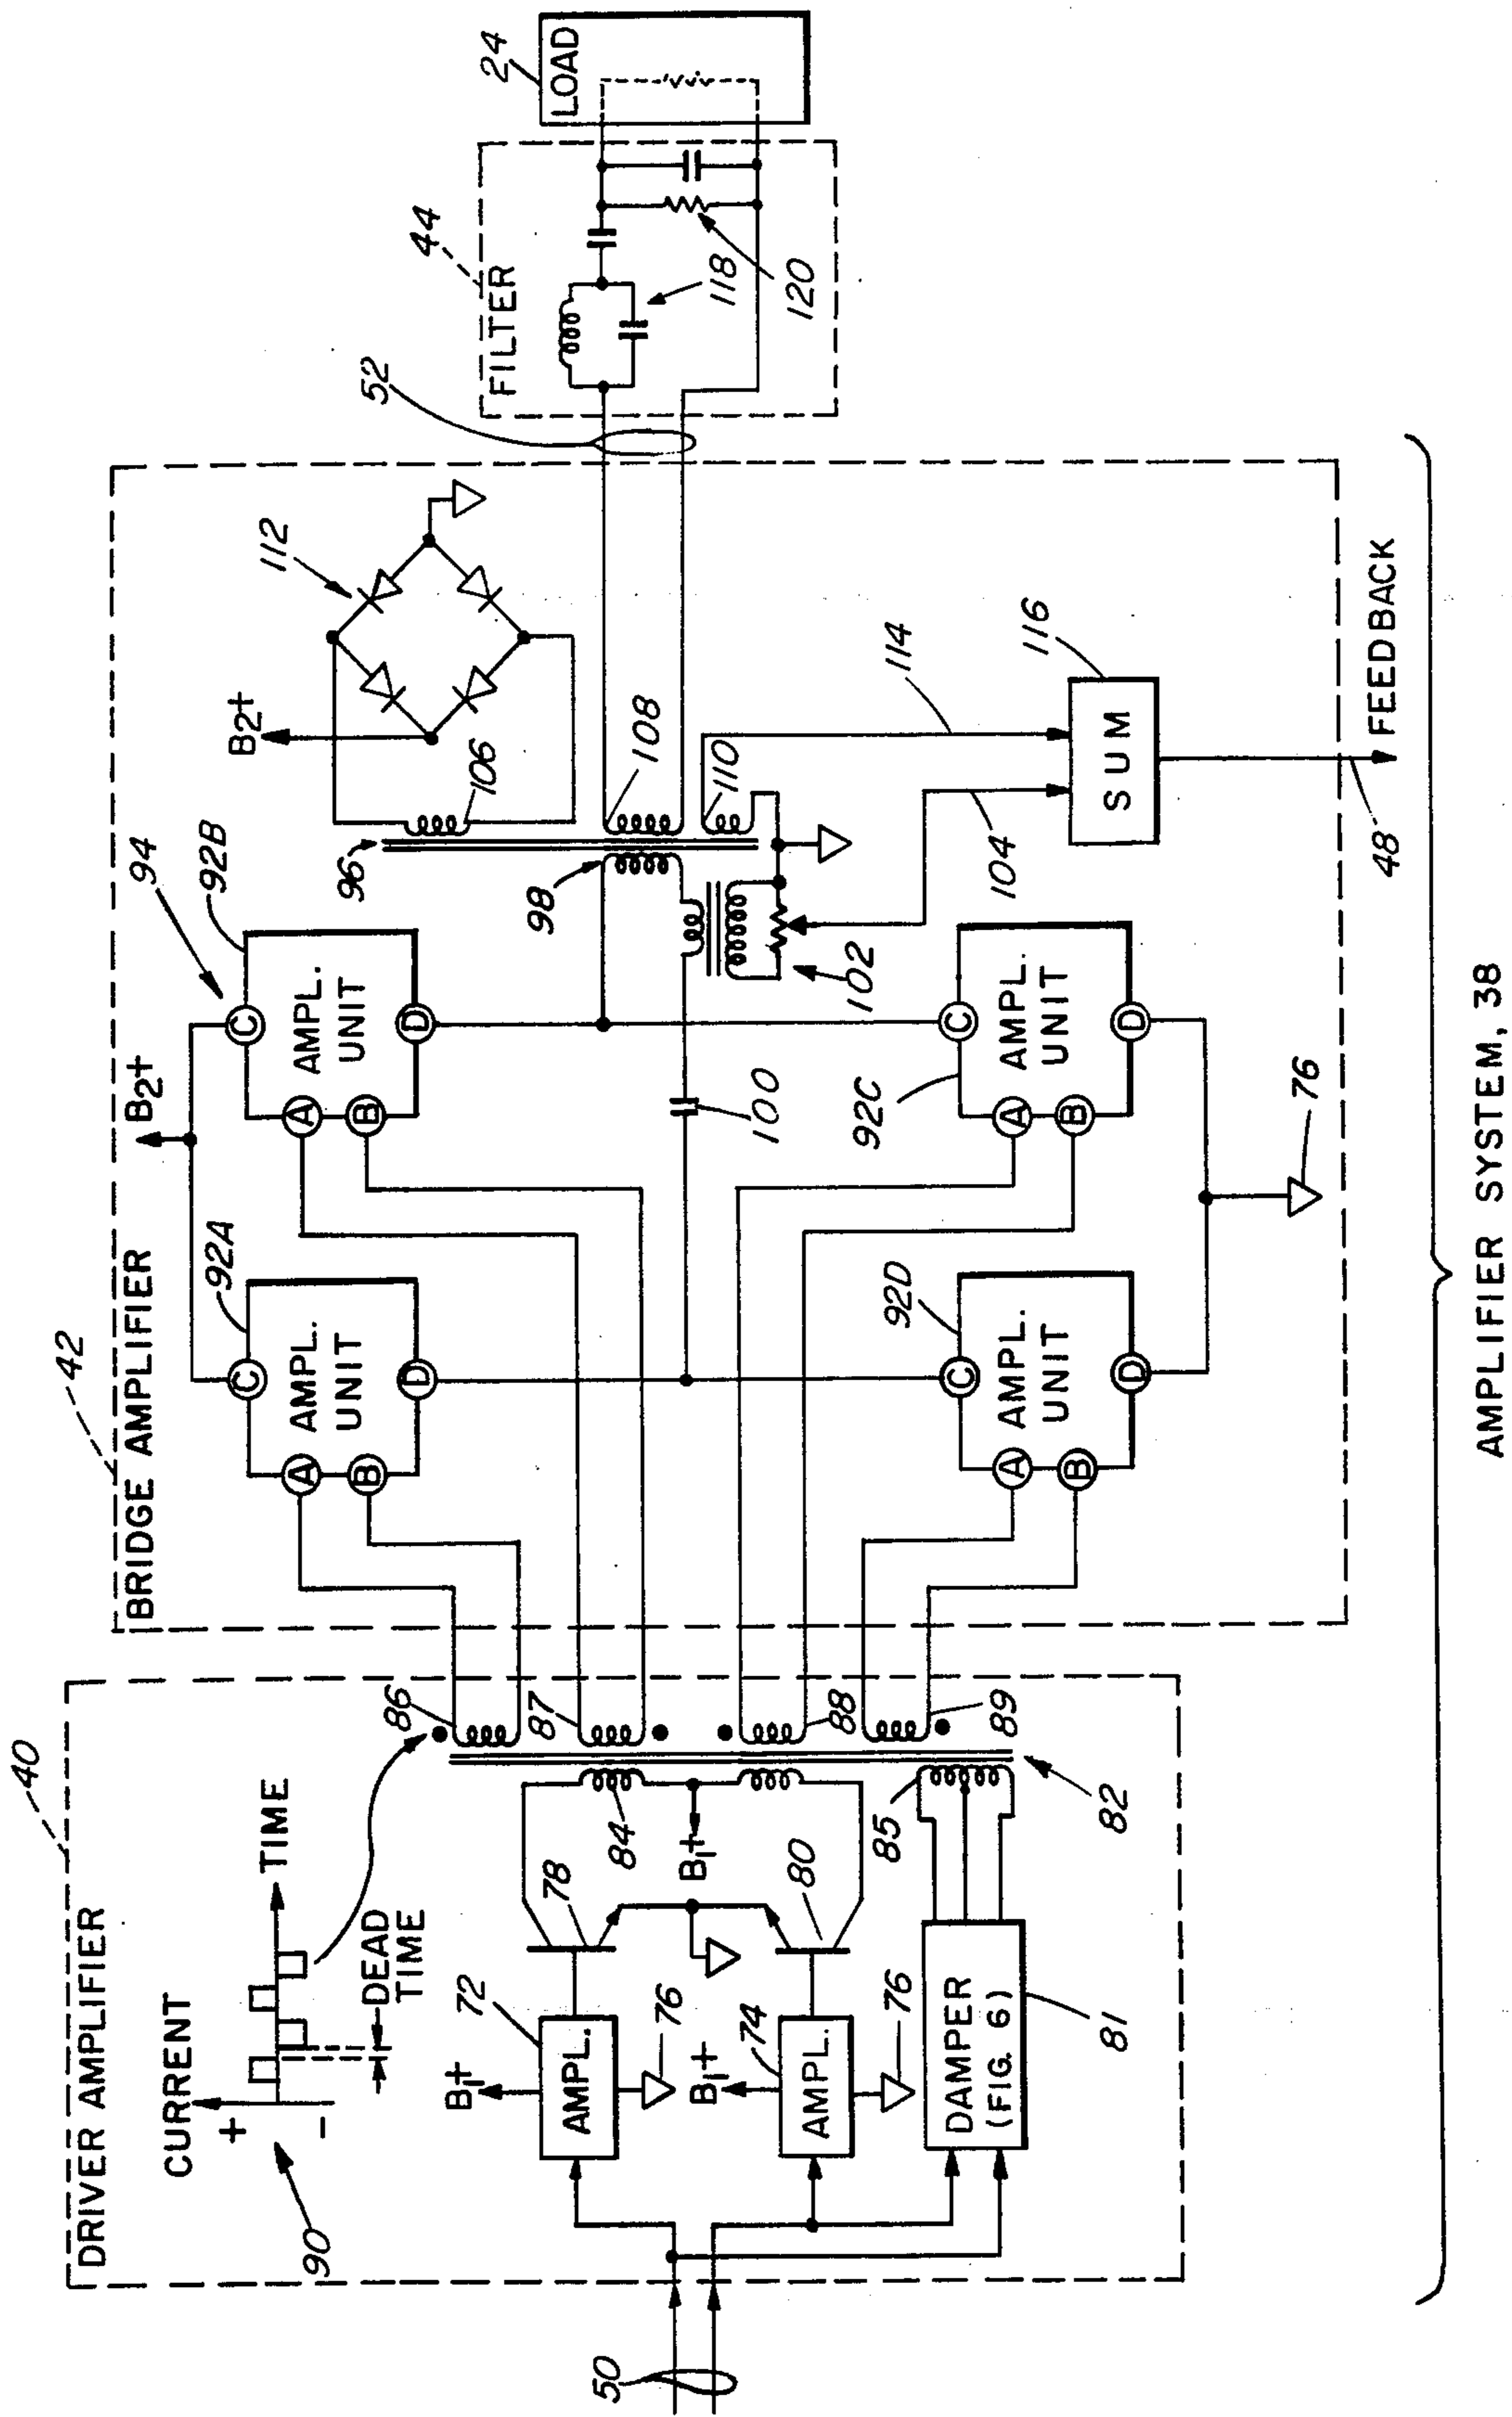 DRIVER AMPLIFIER
40
CURRENT
+
-
TIME
DEAD
TIME
90
50
B1+
72
AMPL.
76
78
B1+
74
AMPL.
76
80
DAMPER
(FIG. 6)
81
84
B1+
85
82
86
87
88
89
42
BRIDGE AMPLIFIER
B2+
94
92A
C
AMPL.
UNIT
A
B
D
92B
C
AMPL.
UNIT
A
B
D
100
92D
C
AMPL.
UNIT
A
B
D
92C
C
AMPL.
UNIT
A
B
D
76
96
98
102
B2+
112
106
108
110
104
114
SUM
116
48
FEEDBACK
52
44
FILTER
118
120
24
LOAD
AMPLIFIER SYSTEM, 38